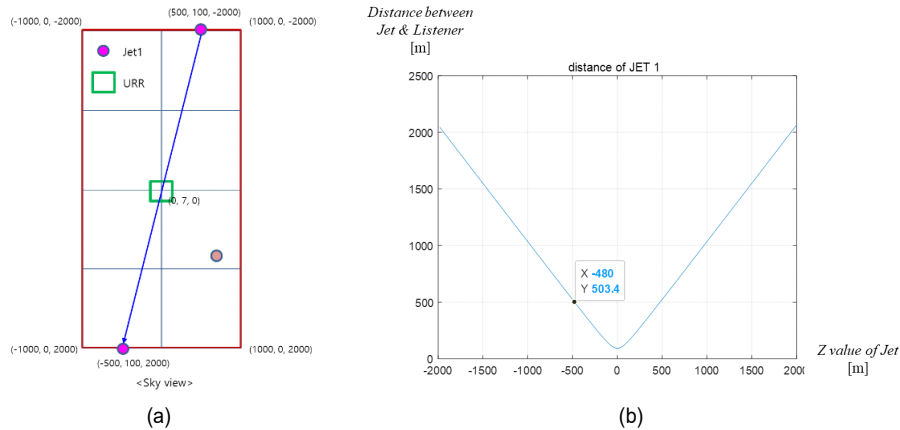 (-1000, 0, -2000)
(500, 100, -2000)
(1000, 0, -2000)
Jet1
URR
(0, 7, 0)
(-1000, 0, 2000)
(1000, 0, 2000)
(-500, 100, 2000)
<Sky view>
(a)
Distance between
Jet & Listener
[m]
distance of JET 1
2500
2000
1500
1000
500
0
X -480
Y 503.4
-2000 -1500 -1000 -500 0 500 1000 1500 2000
Z value of Jet
[m]
(b)